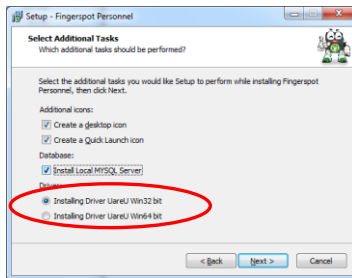 Setup - Fingerspot Personnel
Select Additional Tasks
Which additional tasks should be performed?
Select the additional tasks you would like Setup to perform while installing Fingerspot
Personnel, then click Next.
Additional icons:
Create a desktop icon
Create a Quick Launch icon
Database:
Install Local MYSQL Server
Driver:
Installing Driver UareU Win32 bit
Installing Driver UareU Win64 bit
< Back
Next >
Cancel